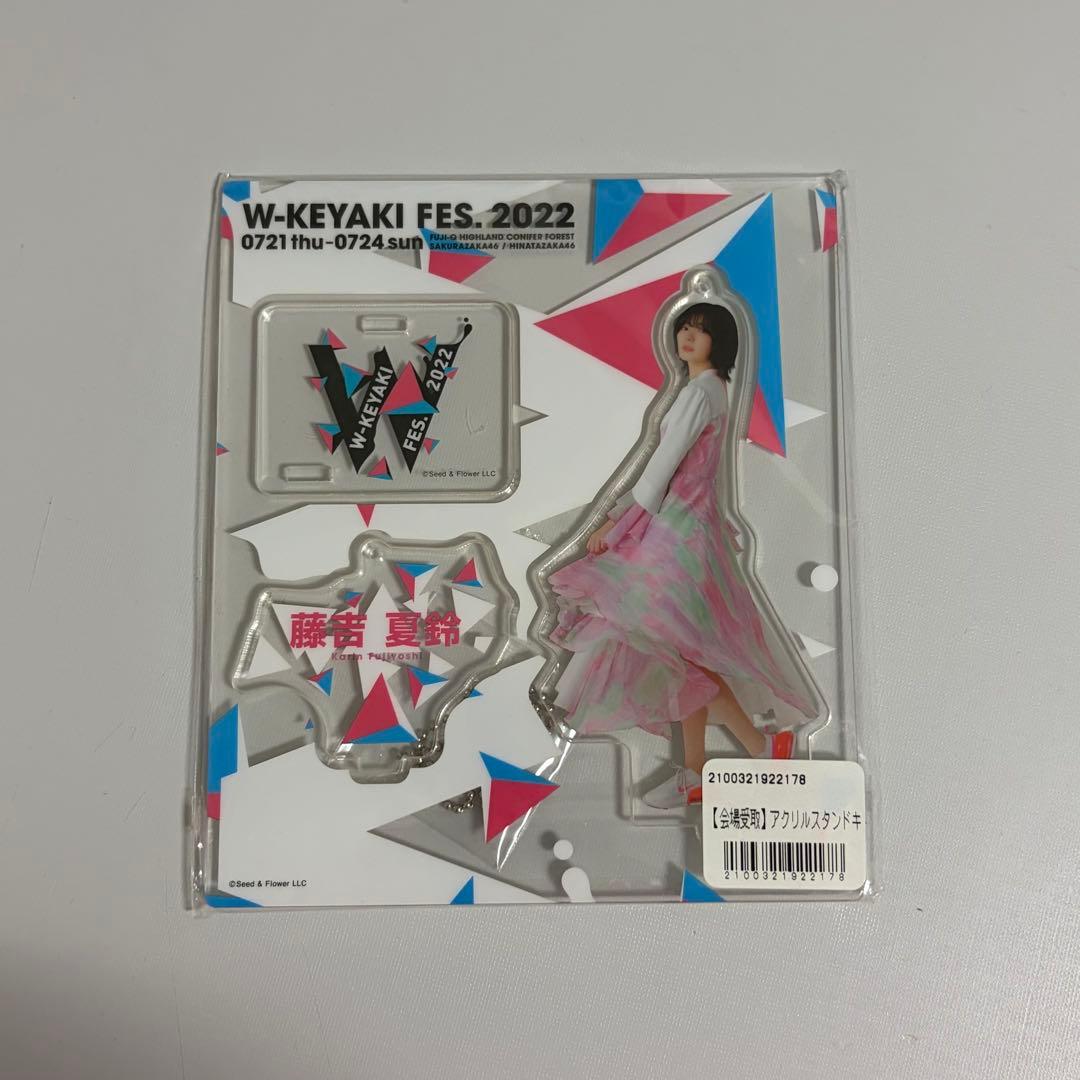 W-KEYAKI FES. 2022
0721 thu-0724 sun
FUJI-Q HIGHLAND CONIFER FOREST
SAKURAZAKA46 / HINATAZAKA46
W-KEYAKI
FES. 2022
©Seed & Flower LLC
藤吉 夏鈴
Karin Fujiyoshi
2100321922178
【会場受取】アクリルスタンドキ
2100321922178
©Seed & Flower LLC